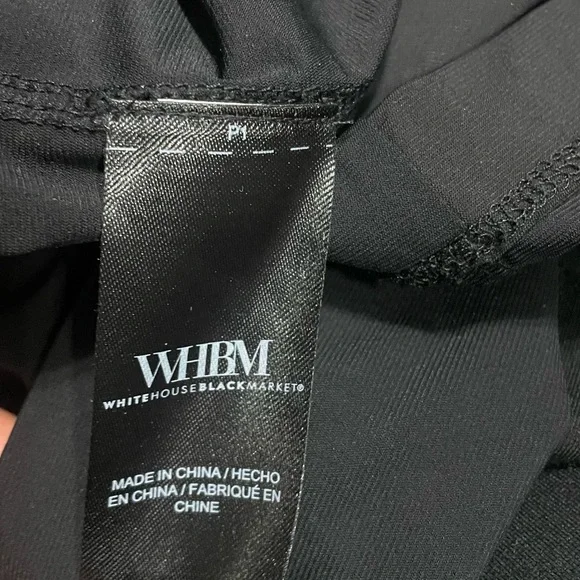 P1
WHBM
WHITEHOUSEBLACKMARKET®
MADE IN CHINA / HECHO
EN CHINA / FABRIQUÉ EN
CHINE